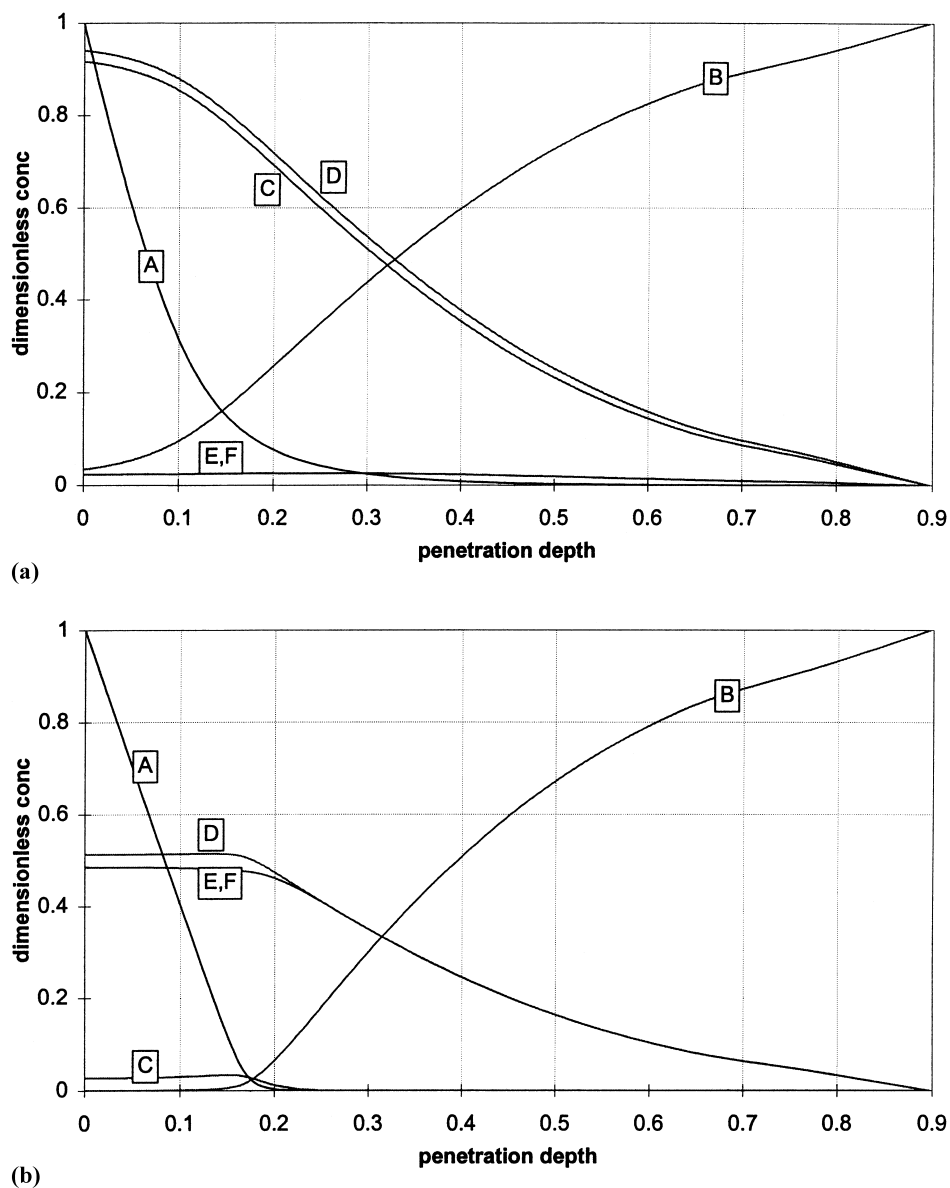 1
0.8
0.6
0.4
0.2
0
dimensionless conc
A
B
C
D
E,F
0 0.1 0.2 0.3 0.4 0.5 0.6 0.7 0.8 0.9
penetration depth
(a)
1
0.8
0.6
0.4
0.2
0
dimensionless conc
A
B
D
E,F
C
0 0.1 0.2 0.3 0.4 0.5 0.6 0.7 0.8 0.9
penetration depth
(b)